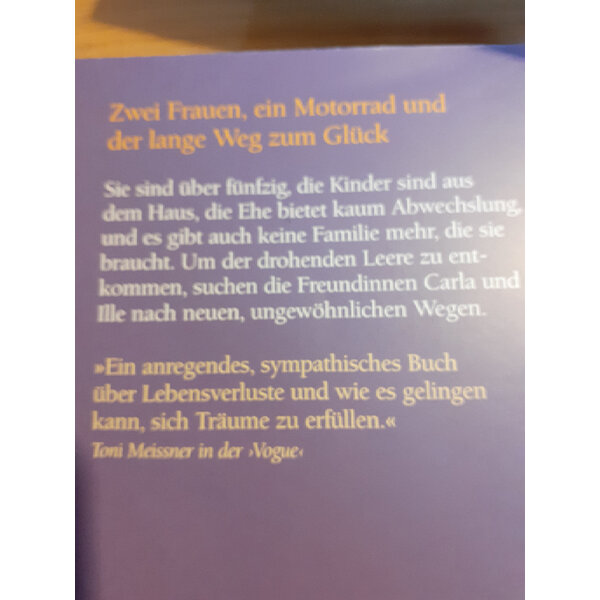 Zwei Frauen, ein Motorrad und
der lange Weg zum Glück
Sie sind über fünfzig, die Kinder sind aus
dem Haus, die Ehe bietet kaum Abwechslung,
und es gibt auch keine Familie mehr, die sie
braucht. Um der drohenden Leere zu ent-
kommen, suchen die Freundinnen Carla und
Ille nach neuen, ungewöhnlichen Wegen.
»Ein anregendes, sympathisches Buch
über Lebensverluste und wie es gelingen
kann, sich Träume zu erfüllen.«
Toni Meissner in der ›Vogue‹